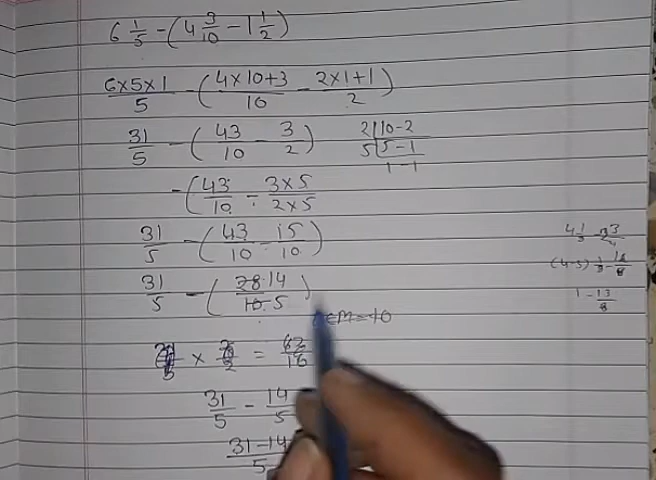 6 1/5 - (4 3/10 - 1 1/2)
6×5×1/5 - (4×10+3/10 - 2×1+1/2)
31/5 - (43/10 - 3/2)
2 10-2
5 5-1
1-1
- (43/10 - 3×5/2×5)
31/5 - (43/10 - 15/10)
31/5 - (28 14/10 5)
× = 62
31/5 - 14/5
31-14/5